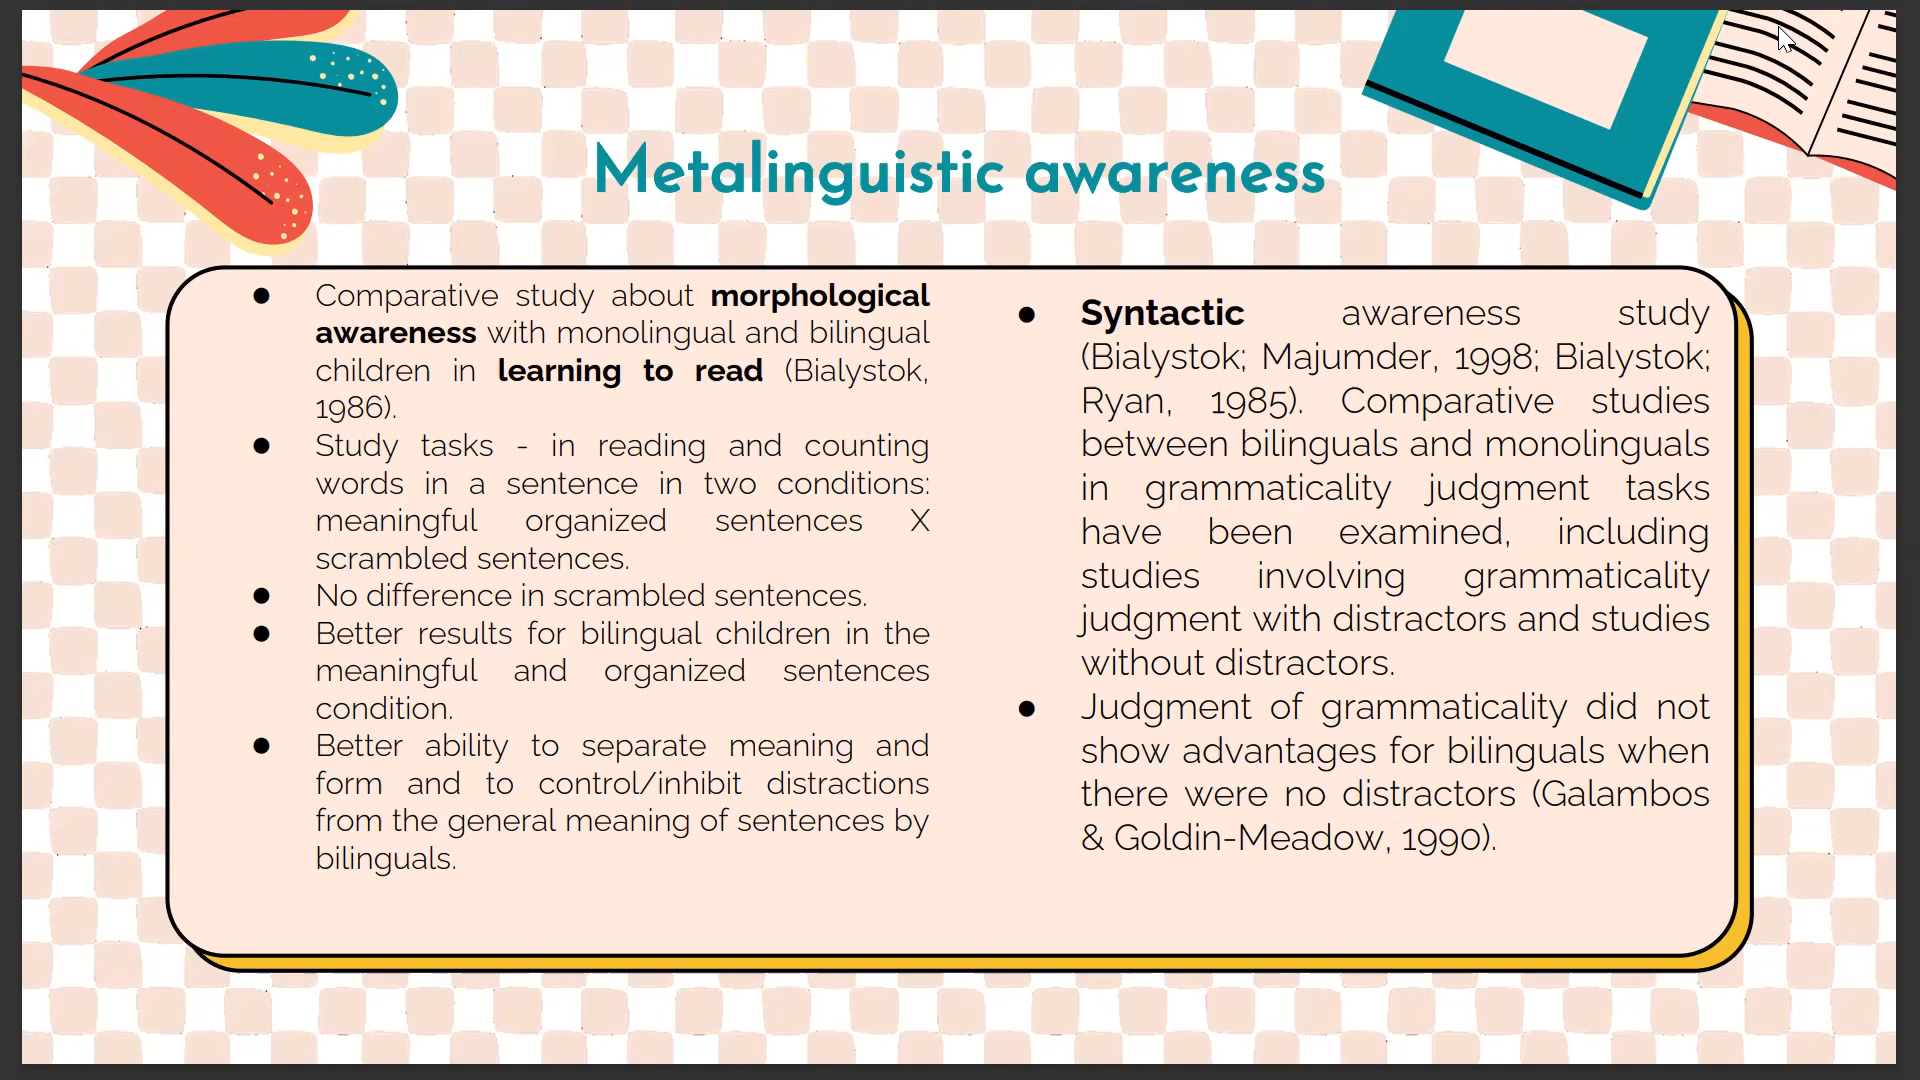 Metalinguistic awareness
● Comparative study about morphological
awareness with monolingual and bilingual
children in learning to read (Bialystok,
1986).
● Study tasks - in reading and counting
words in a sentence in two conditions:
meaningful organized sentences X
scrambled sentences.
● No difference in scrambled sentences.
● Better results for bilingual children in the
meaningful and organized sentences
condition.
● Better ability to separate meaning and
form and to control/inhibit distractions
from the general meaning of sentences by
bilinguals.
● Syntactic awareness study
(Bialystok; Majumder, 1998; Bialystok;
Ryan, 1985). Comparative studies
between bilinguals and monolinguals
in grammaticality judgment tasks
have been examined, including
studies involving grammaticality
judgment with distractors and studies
without distractors.
● Judgment of grammaticality did not
show advantages for bilinguals when
there were no distractors (Galambos
& Goldin-Meadow, 1990).